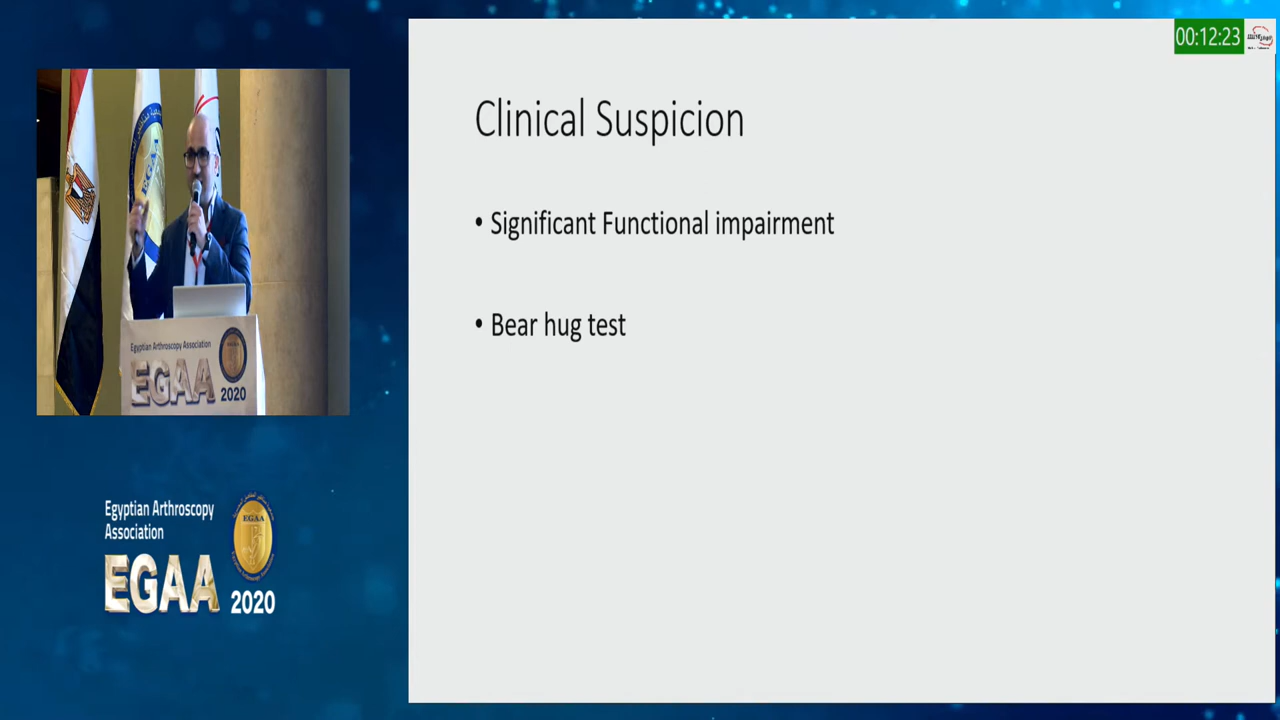 00:12:23
Clinical Suspicion
• Significant Functional impairment
• Bear hug test
EGAA
Egyptian Arthroscopy Association
EGAA
2020
Egyptian Arthroscopy
Association
EGAA
EGAA
2020